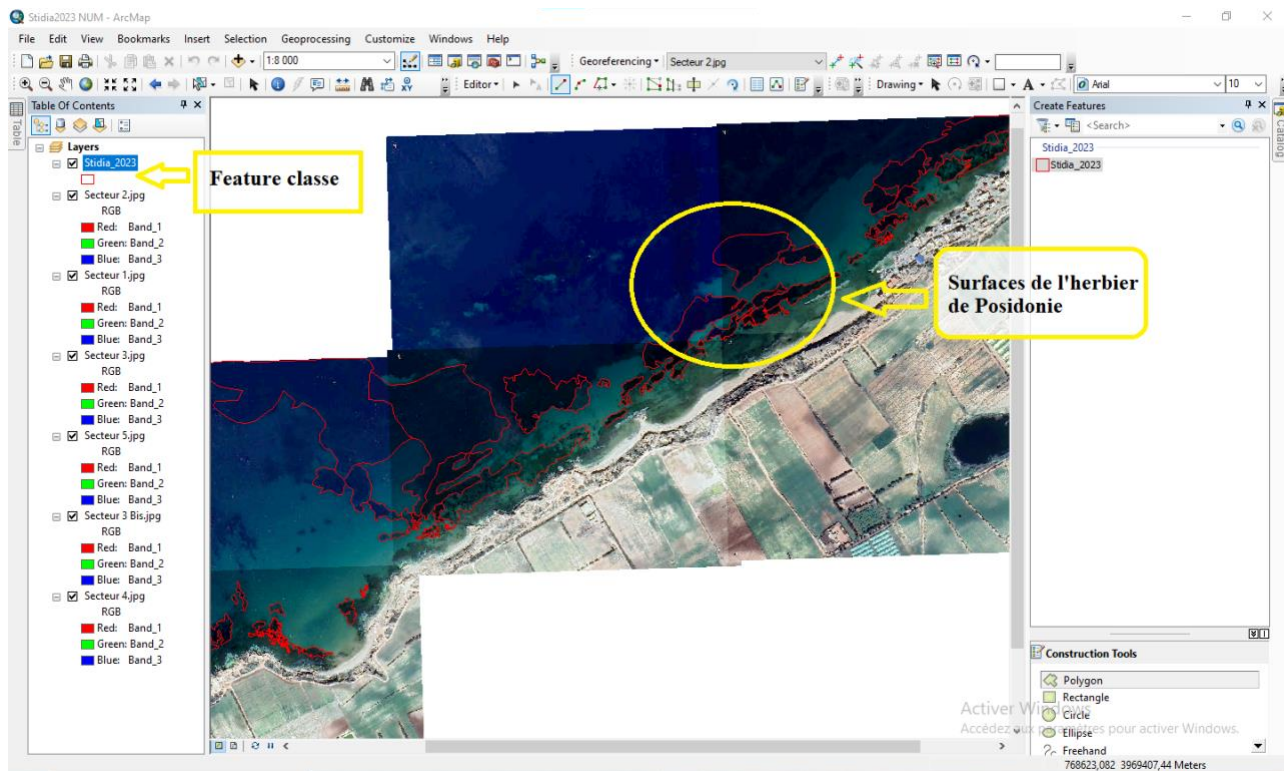 Stidia2023 NUM - ArcMap
File Edit View Bookmarks Insert Selection Geoprocessing Customize Windows Help
1:8 000
Georeferencing
Secteur 2.jpg
Editor
Drawing
A
Arial
10
Table
Table Of Contents
Layers
Stidia_2023
Secteur 2.jpg
RGB
Red: Band_1
Green: Band_2
Blue: Band_3
Secteur 1.jpg
RGB
Red: Band_1
Green: Band_2
Blue: Band_3
Secteur 3.jpg
RGB
Red: Band_1
Green: Band_2
Blue: Band_3
Secteur 5.jpg
RGB
Red: Band_1
Green: Band_2
Blue: Band_3
Secteur 3 Bis.jpg
RGB
Red: Band_1
Green: Band_2
Blue: Band_3
Secteur 4.jpg
RGB
Red: Band_1
Green: Band_2
Blue: Band_3
Feature classe
Surfaces de l'herbier
de Posidonie
Create Features
<Search>
Stidia_2023
Stidia_2023
Catalog
Construction Tools
Polygon
Rectangle
Circle
Ellipse
Freehand
Activer Windows
Accédez aux paramètres pour activer Windows.
768623,082 3969407,44 Meters